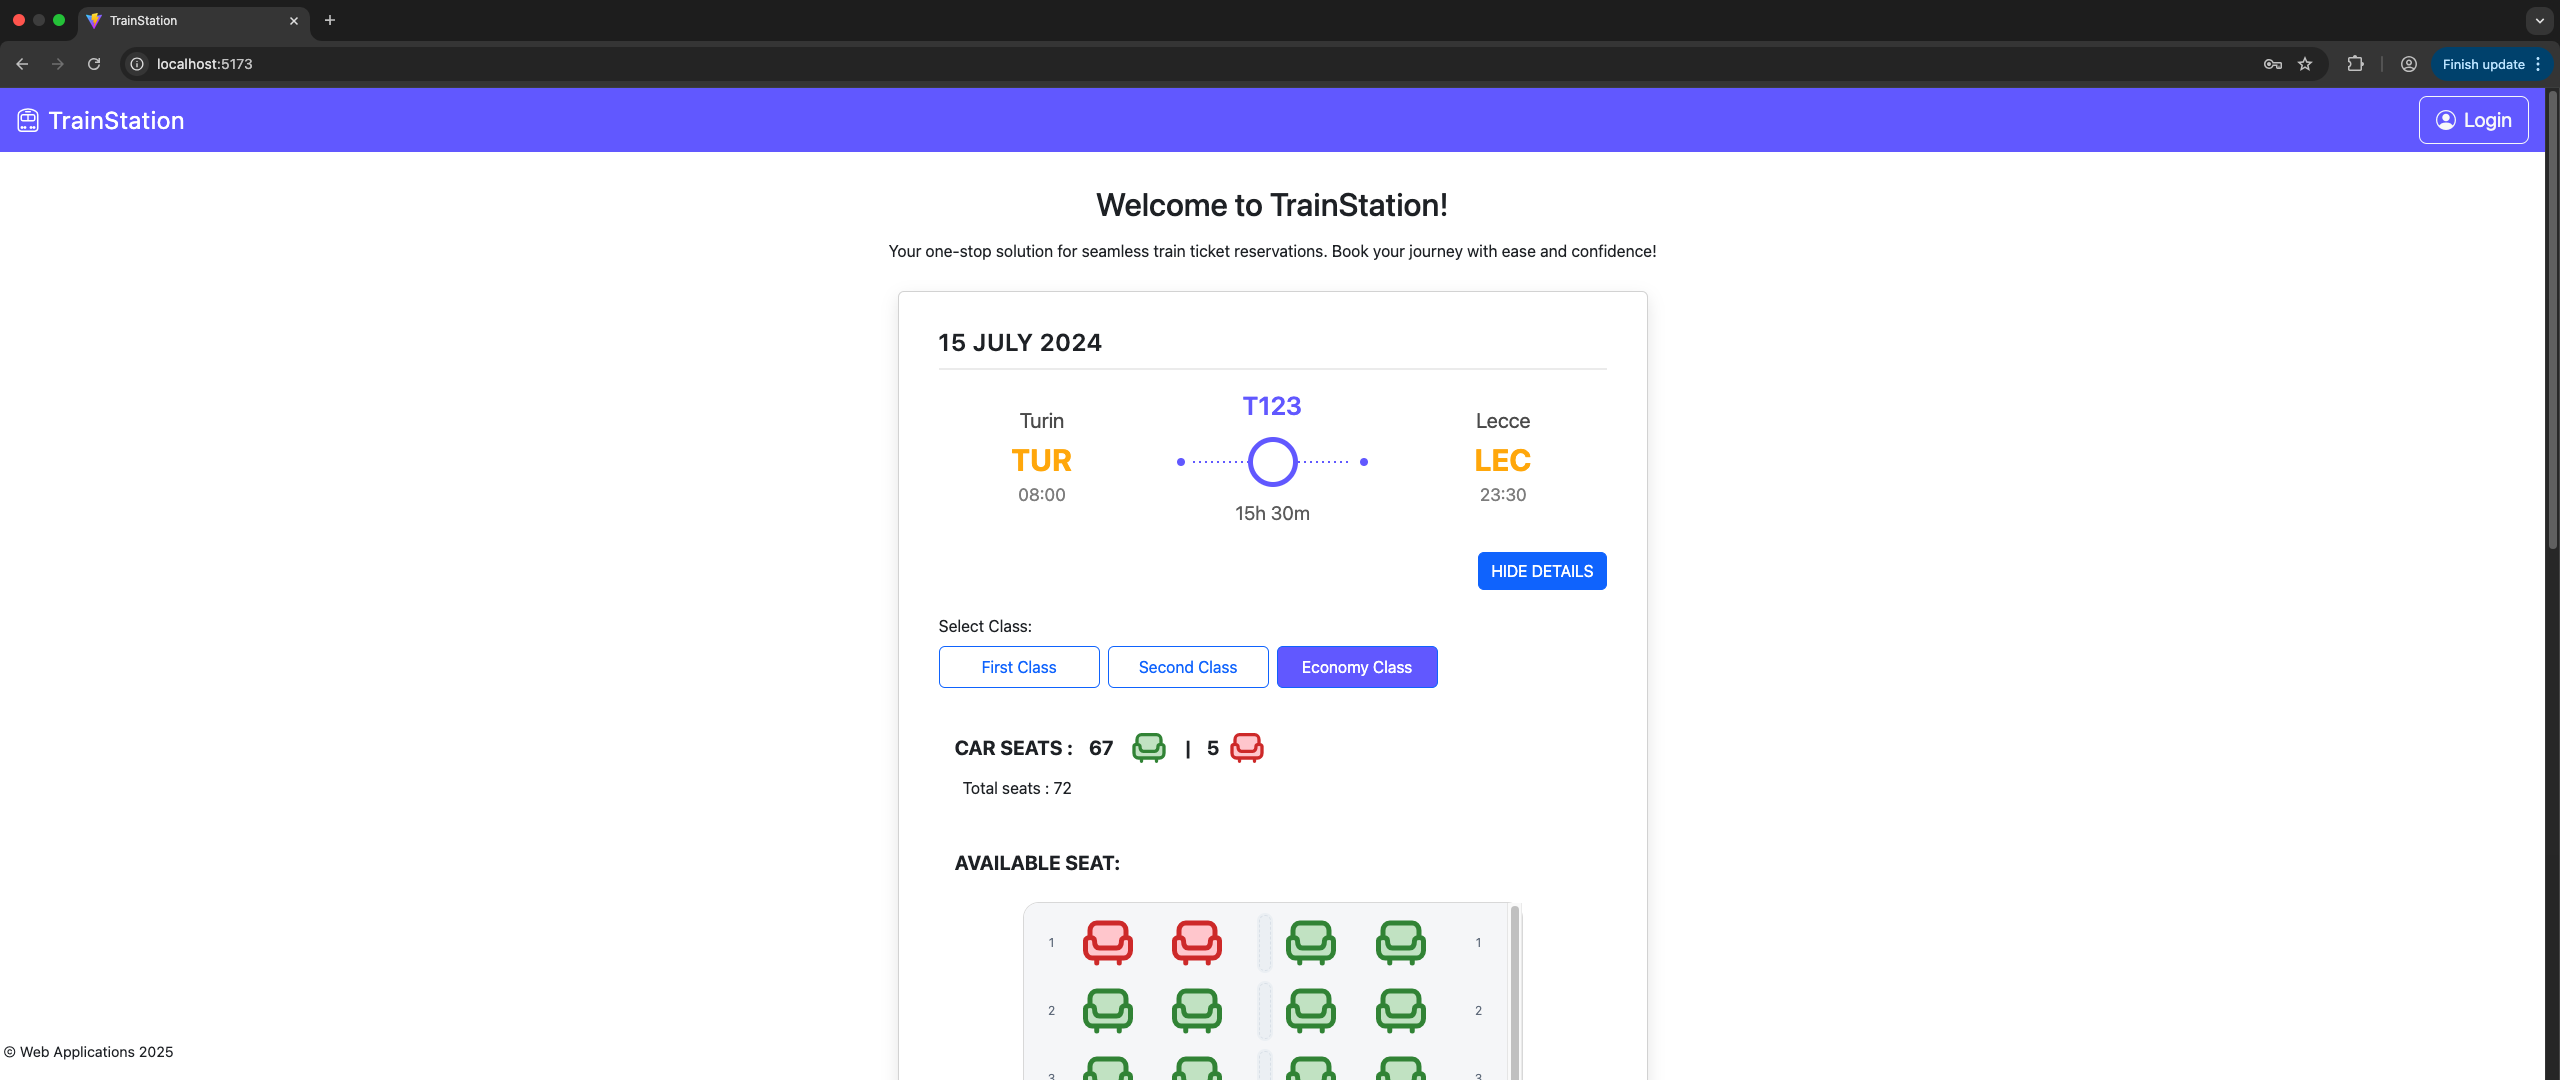 TrainStation
localhost:5173
Finish update
TrainStation
Login
Welcome to TrainStation!
Your one-stop solution for seamless train ticket reservations. Book your journey with ease and confidence!
15 JULY 2024
Turin
TUR
08:00
T123
15h 30m
Lecce
LEC
23:30
HIDE DETAILS
Select Class:
First Class
Second Class
Economy Class
CAR SEATS : 67 | 5
Total seats : 72
AVAILABLE SEAT:
1 1
2 2
3 3
© Web Applications 2025